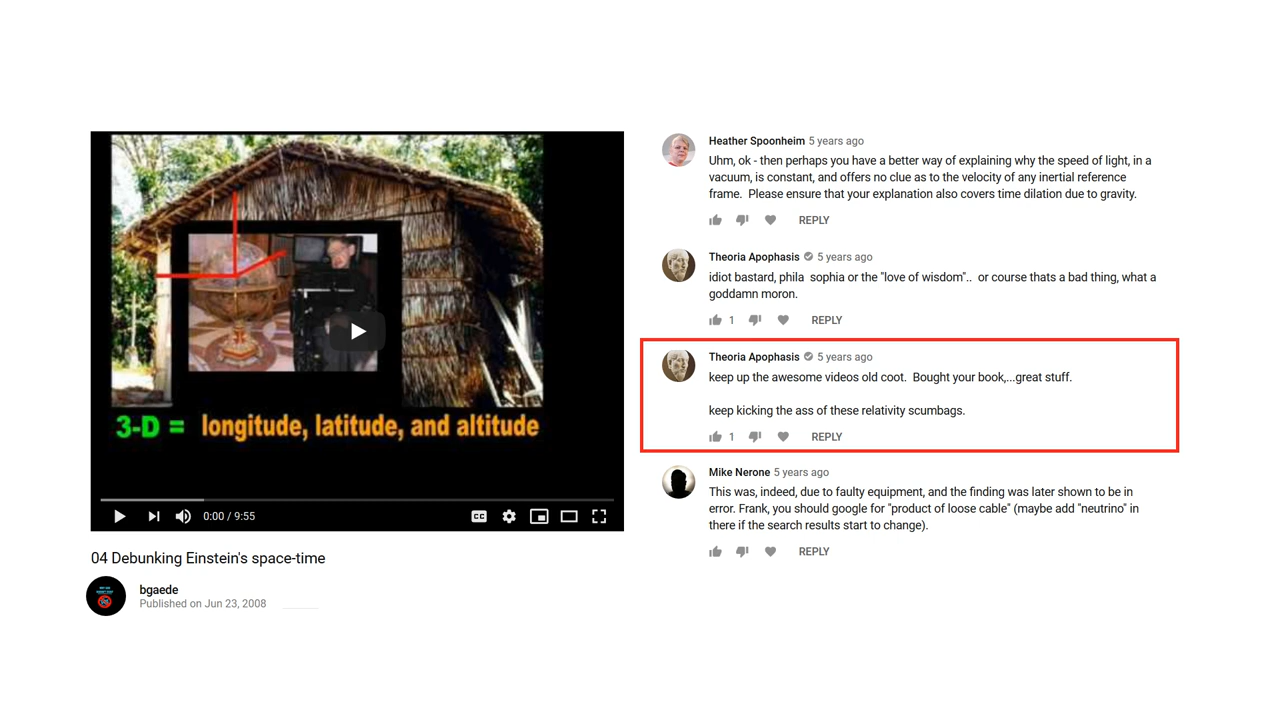 3-D = longitude, latitude, and altitude
0:00 / 9:55
CC
04 Debunking Einstein's space-time
bgaede
Published on Jun 23, 2008
Heather Spoonheim 5 years ago
Uhm, ok - then perhaps you have a better way of explaining why the speed of light, in a
vacuum, is constant, and offers no clue as to the velocity of any inertial reference
frame.  Please ensure that your explanation also covers time dilation due to gravity.
REPLY
Theoria Apophasis 5 years ago
idiot bastard, phila  sophia or the "love of wisdom"..  or course thats a bad thing, what a
goddamn moron.
1 REPLY
Theoria Apophasis 5 years ago
keep up the awesome videos old coot.  Bought your book,...great stuff.
keep kicking the ass of these relativity scumbags.
1 REPLY
Mike Nerone 5 years ago
This was, indeed, due to faulty equipment, and the finding was later shown to be in
error. Frank, you should google for "product of loose cable" (maybe add "neutrino" in
there if the search results start to change).
REPLY